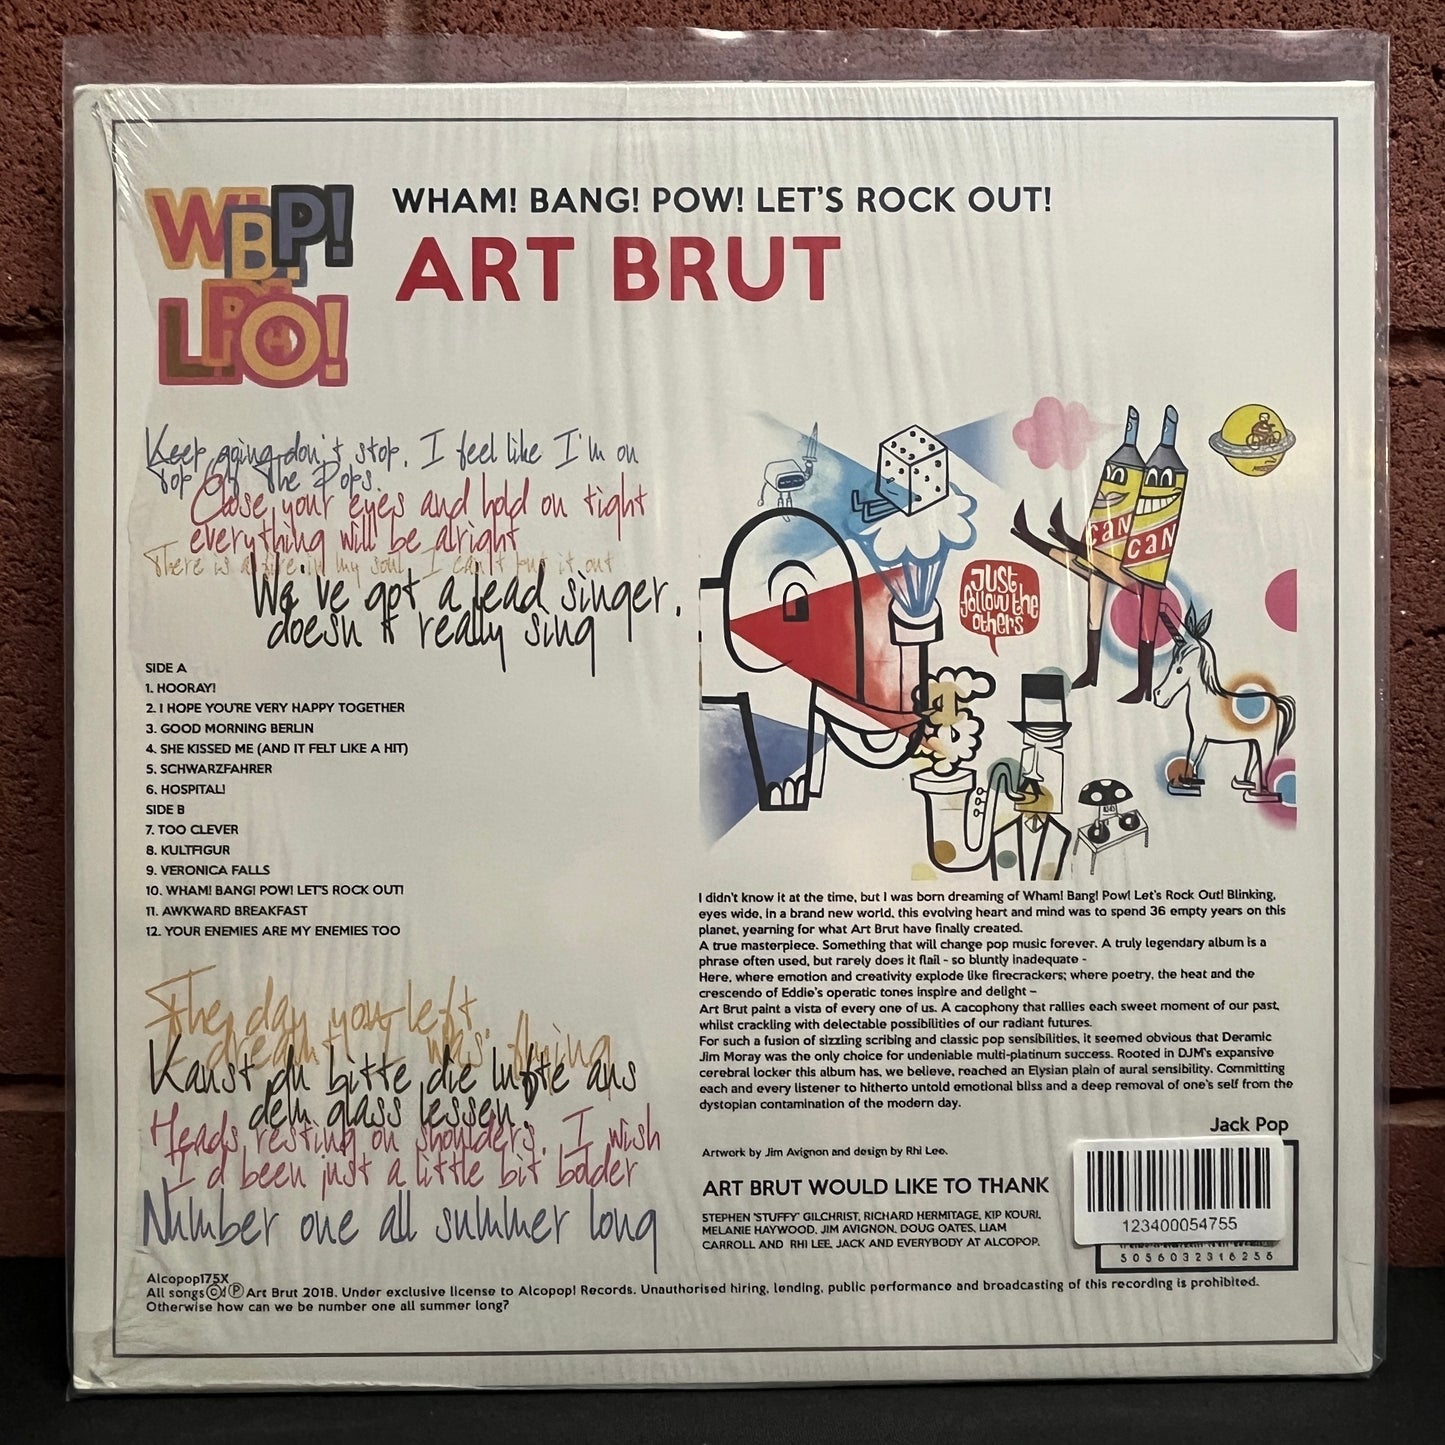 W! B! P!
L! R! O!
WHAM! BANG! POW! LET'S ROCK OUT!
ART BRUT
Keep going don't stop. I feel like I'm on
top of The Pops.
Close your eyes and hold on tight
everything will be alright
There is a fire in my soul I can't put it out
We've got a lead singer,
doesn't really sing
SIDE A
1. HOORAY!
2. I HOPE YOU'RE VERY HAPPY TOGETHER
3. GOOD MORNING BERLIN
4. SHE KISSED ME (AND IT FELT LIKE A HIT)
5. SCHWARZFAHRER
6. HOSPITAL!
SIDE B
7. TOO CLEVER
8. KULTFIGUR
9. VERONICA FALLS
10. WHAM! BANG! POW! LET'S ROCK OUT!
11. AWKWARD BREAKFAST
12. YOUR ENEMIES ARE MY ENEMIES TOO
The day you left
I dreamt I was flying
Kanst du bitte die lufte aus
dem glass lessen,
Heads resting on shoulders. I wish
I'd been just a little bit bolder
Number one all summer long
CAN
CAN
JUST
follow the
others
I didn't know it at the time, but I was born dreaming of Wham! Bang! Pow! Let's Rock Out! Blinking,
eyes wide, in a brand new world, this evolving heart and mind was to spend 36 empty years on this
planet, yearning for what Art Brut have finally created.
A true masterpiece. Something that will change pop music forever. A truly legendary album is a
phrase often used, but rarely does it flail - so bluntly inadequate -
Here, where emotion and creativity explode like firecrackers; where poetry, the heat and the
crescendo of Eddie's operatic tones inspire and delight –
Art Brut paint a vista of every one of us. A cacophony that rallies each sweet moment of our past,
whilst crackling with delectable possibilities of our radiant futures.
For such a fusion of sizzling scribing and classic pop sensibilities, it seemed obvious that Deramic
Jim Moray was the only choice for undeniable multi-platinum success. Rooted in DJM's expansive
cerebral locker this album has, we believe, reached an Elysian plain of aural sensibility. Committing
each and every listener to hitherto untold emotional bliss and a deep removal of one's self from the
dystopian contamination of the modern day.
Jack Pop
Artwork by Jim Avignon and design by Rhi Lee.
ART BRUT WOULD LIKE TO THANK
STEPHEN 'STUFFY' GILCHRIST, RICHARD HERMITAGE, KIP KOURI,
MELANIE HAYWOOD, JIM AVIGNON, DOUG OATES, LIAM
CARROLL AND RHI LEE, JACK AND EVERYBODY AT ALCOPOP.
123400054755
5056032316256
Alcopop175X
All songs © ℗ Art Brut 2018. Under exclusive license to Alcopop! Records. Unauthorised hiring, lending, public performance and broadcasting of this recording is prohibited.
Otherwise how can we be number one all summer long?